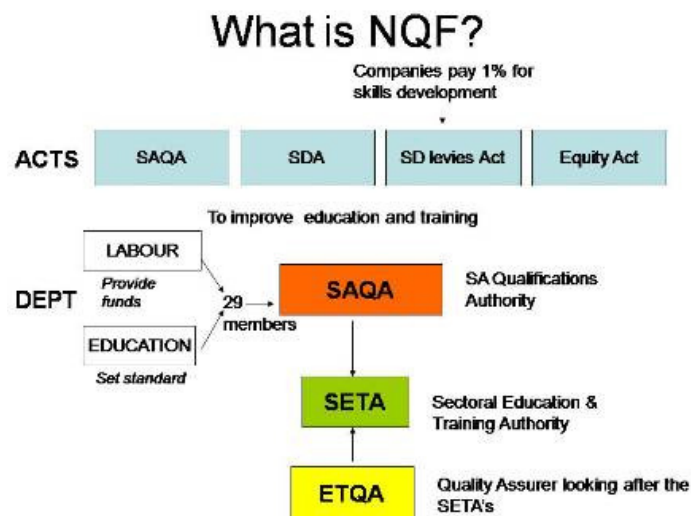 What is NQF?
Companies pay 1% for
skills development
ACTS
SAQA
SDA
SD levies Act
Equity Act
To improve education and training
LABOUR
Provide
funds
DEPT
29
members
SAQA
SA Qualifications
Authority
EDUCATION
Set standard
SETA
Sectoral Education &
Training Authority
ETQA
Quality Assurer looking after the
SETA's